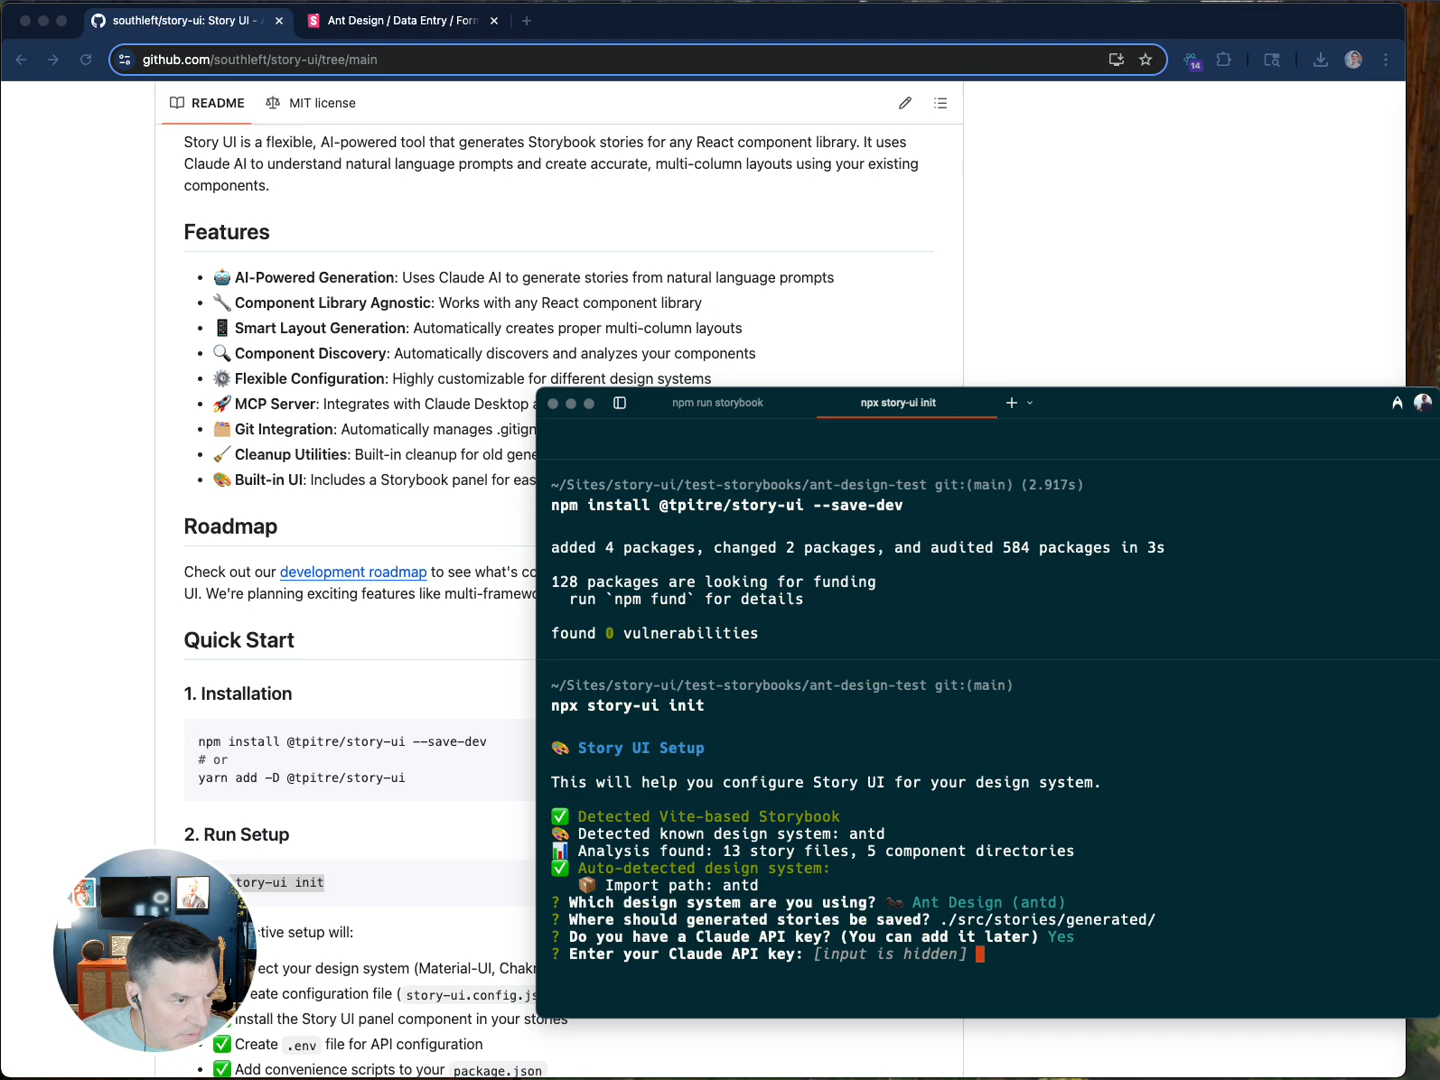 southleft/story-ui: Story UI -
Ant Design / Data Entry / Forn
github.com/southleft/story-ui/tree/main
14
README
MIT license
Story UI is a flexible, AI-powered tool that generates Storybook stories for any React component library. It uses
Claude AI to understand natural language prompts and create accurate, multi-column layouts using your existing
components.
Features
AI-Powered Generation: Uses Claude AI to generate stories from natural language prompts
Component Library Agnostic: Works with any React component library
Smart Layout Generation: Automatically creates proper multi-column layouts
Component Discovery: Automatically discovers and analyzes your components
Flexible Configuration: Highly customizable for different design systems
MCP Server: Integrates with Claude Desktop a
Git Integration: Automatically manages .gitign
Cleanup Utilities: Built-in cleanup for old gene
Built-in UI: Includes a Storybook panel for eas
Roadmap
Check out our development roadmap to see what's co
UI. We're planning exciting features like multi-framew
Quick Start
1. Installation
npm install @tpitre/story-ui --save-dev
# or
yarn add -D @tpitre/story-ui
2. Run Setup
tory-ui init
ctive setup will:
ect your design system (Material-UI, Chak
eate configuration file ( story-ui.config.js
Install the Story UI panel component in your stories
Create .env file for API configuration
Add convenience scripts to your package.json
npm run storybook
npx story-ui init
~/Sites/story-ui/test-storybooks/ant-design-test git:(main) (2.917s)
npm install @tpitre/story-ui --save-dev
added 4 packages, changed 2 packages, and audited 584 packages in 3s
128 packages are looking for funding
run `npm fund` for details
found 0 vulnerabilities
~/Sites/story-ui/test-storybooks/ant-design-test git:(main)
npx story-ui init
Story UI Setup
This will help you configure Story UI for your design system.
Detected Vite-based Storybook
Detected known design system: antd
Analysis found: 13 story files, 5 component directories
Auto-detected design system:
Import path: antd
? Which design system are you using? Ant Design (antd)
? Where should generated stories be saved? ./src/stories/generated/
? Do you have a Claude API key? (You can add it later) Yes
? Enter your Claude API key: [input is hidden]